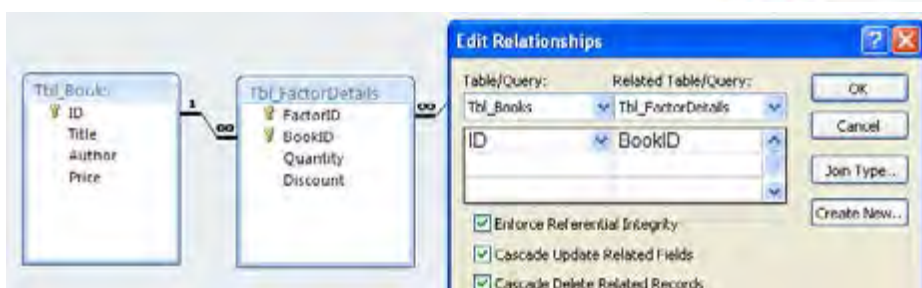 Tbl_Books
ID
Title
Author
Price
1
∞
Tbl_FactorDetails
FactorID
BookID
Quantity
Discount
∞
Edit Relationships
Table/Query: Related Table/Query:
Tbl_Books Tbl_FactorDetails
ID BookID
Enforce Referential Integrity
Cascade Update Related Fields
Cascade Delete Related Records
OK
Cancel
Join Type...
Create New...